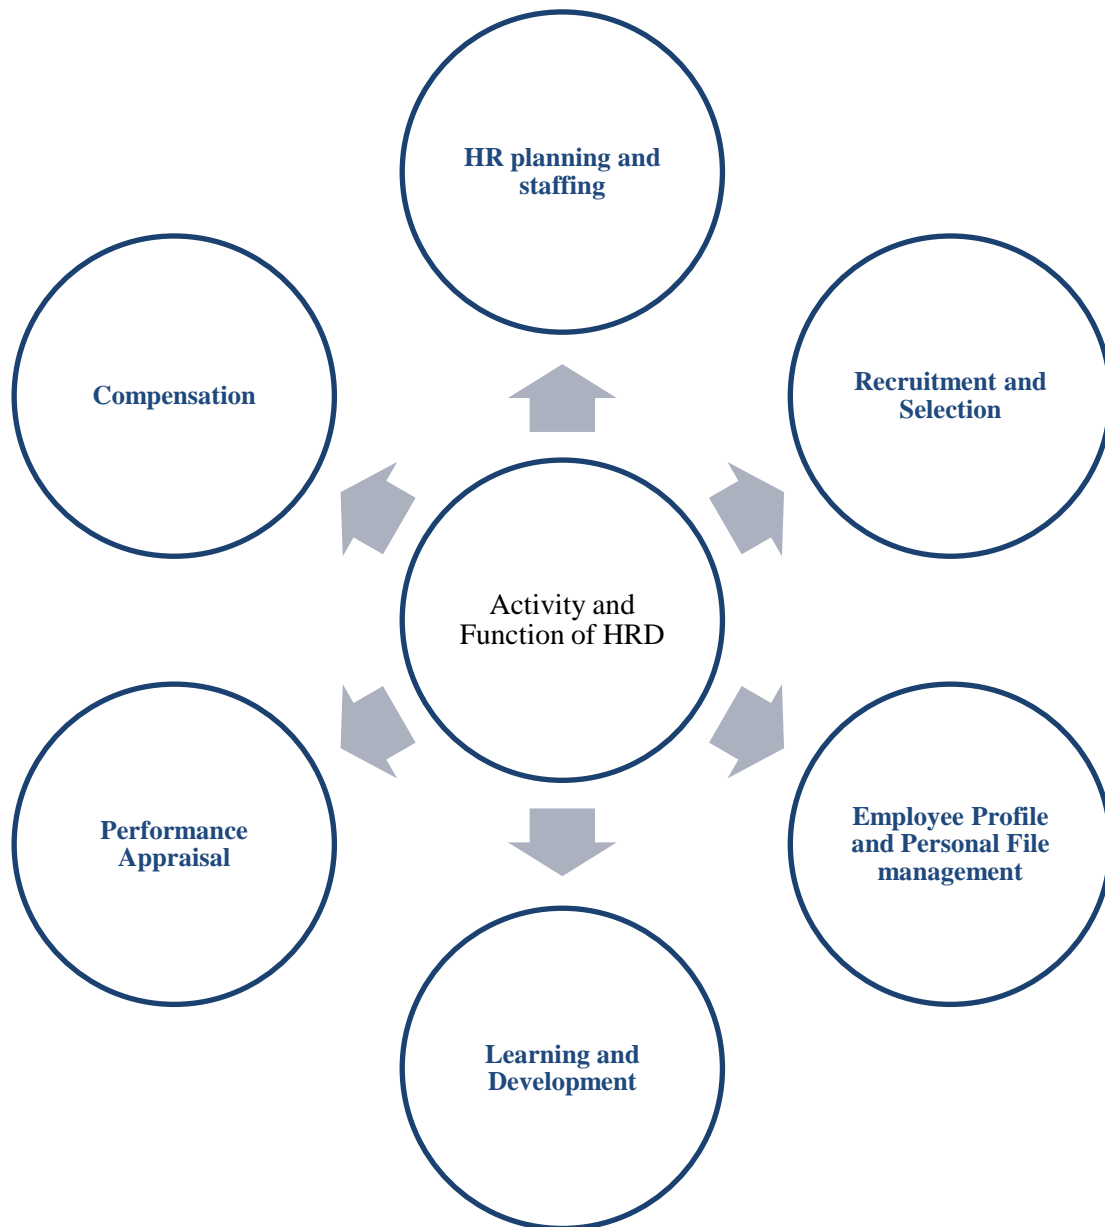 HR planning and
staffing
Compensation
Recruitment and
Selection
Activity and
Function of HRD
Performance
Appraisal
Employee Profile
and Personal File
management
Learning and
Development